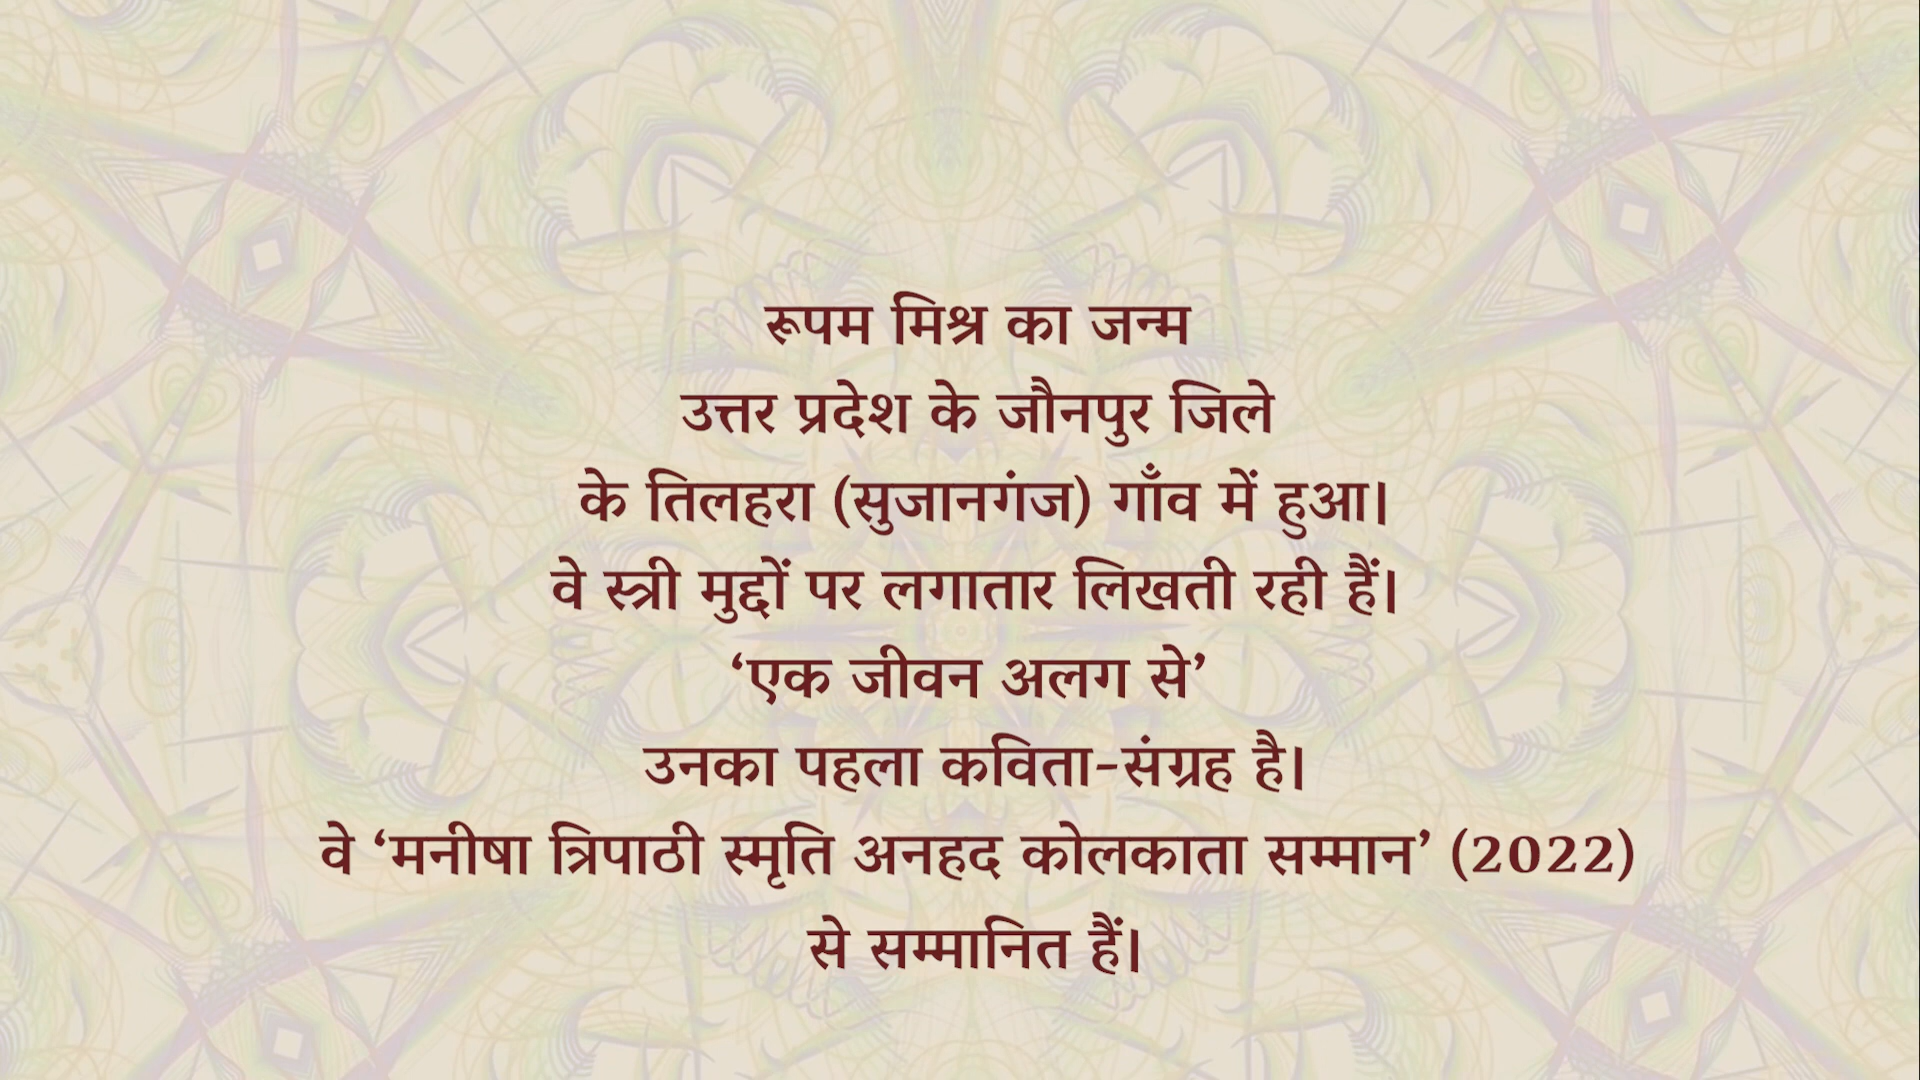 रूपम मिश्र का जन्म
उत्तर प्रदेश के जौनपुर जिले
के तिलहरा (सुजानगंज) गाँव में हुआ।
वे स्त्री मुद्दों पर लगातार लिखती रही हैं।
‘एक जीवन अलग से’
उनका पहला कविता-संग्रह है।
वे ‘मनीषा त्रिपाठी स्मृति अनहद कोलकाता सम्मान’ (2022)
से सम्मानित हैं।